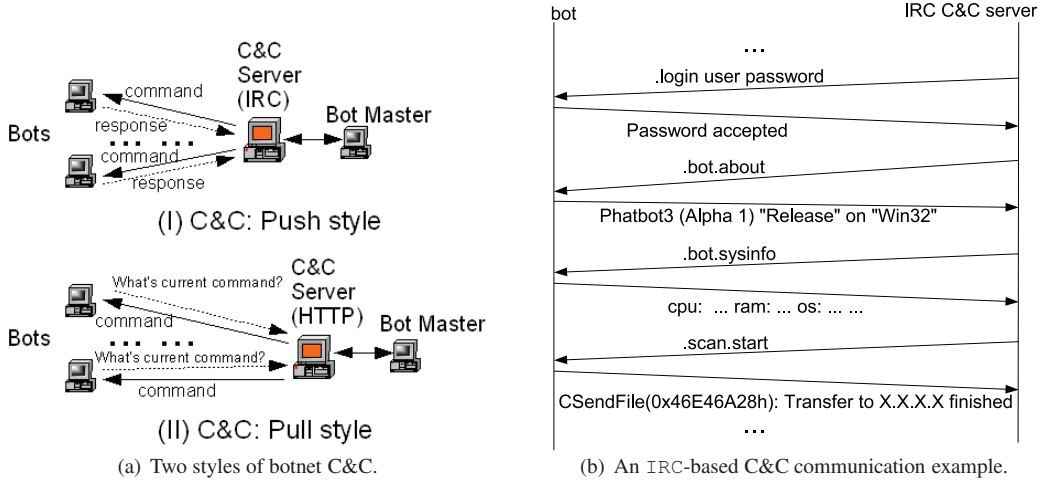 C&C
Server
(IRC)
command
Bot Master
Bots
response
... ...
command
response
(I) C&C: Push style
What's current command?
C&C
Server
(HTTP)
command
Bot Master
Bots
... ...
What's current command?
command
(II) C&C: Pull style
(a) Two styles of botnet C&C.
bot
IRC C&C server
...
.login user password
Password accepted
.bot.about
Phatbot3 (Alpha 1) "Release" on "Win32"
.bot.sysinfo
cpu: ... ram: ... os: ... ...
.scan.start
CSendFile(0x46E46A28h): Transfer to X.X.X.X finished
...
(b) An IRC-based C&C communication example.